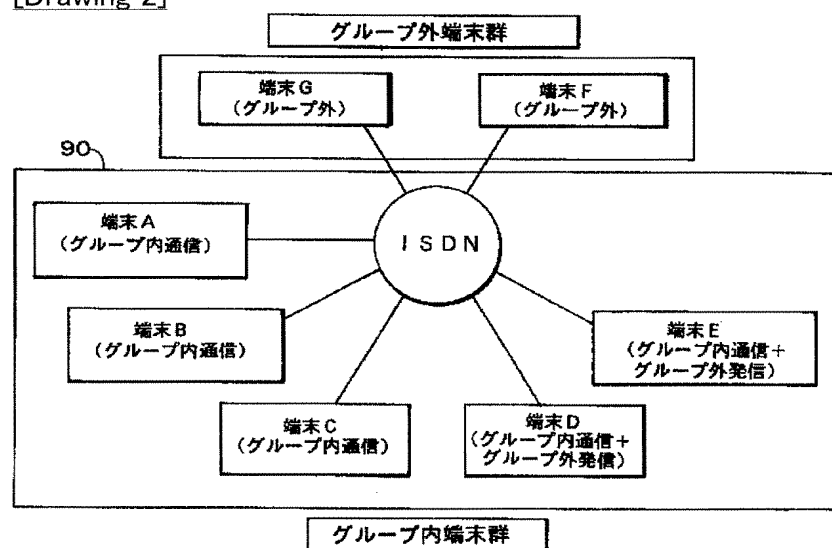 [Drawing 2]
グループ外端末群
端末G
(グループ外)
端末F
(グループ外)
90
端末A
(グループ内通信)
ISDN
端末B
(グループ内通信)
端末E
(グループ内通信+
グループ外発信)
端末C
(グループ内通信)
端末D
(グループ内通信+
グループ外発信)
グループ内端末群